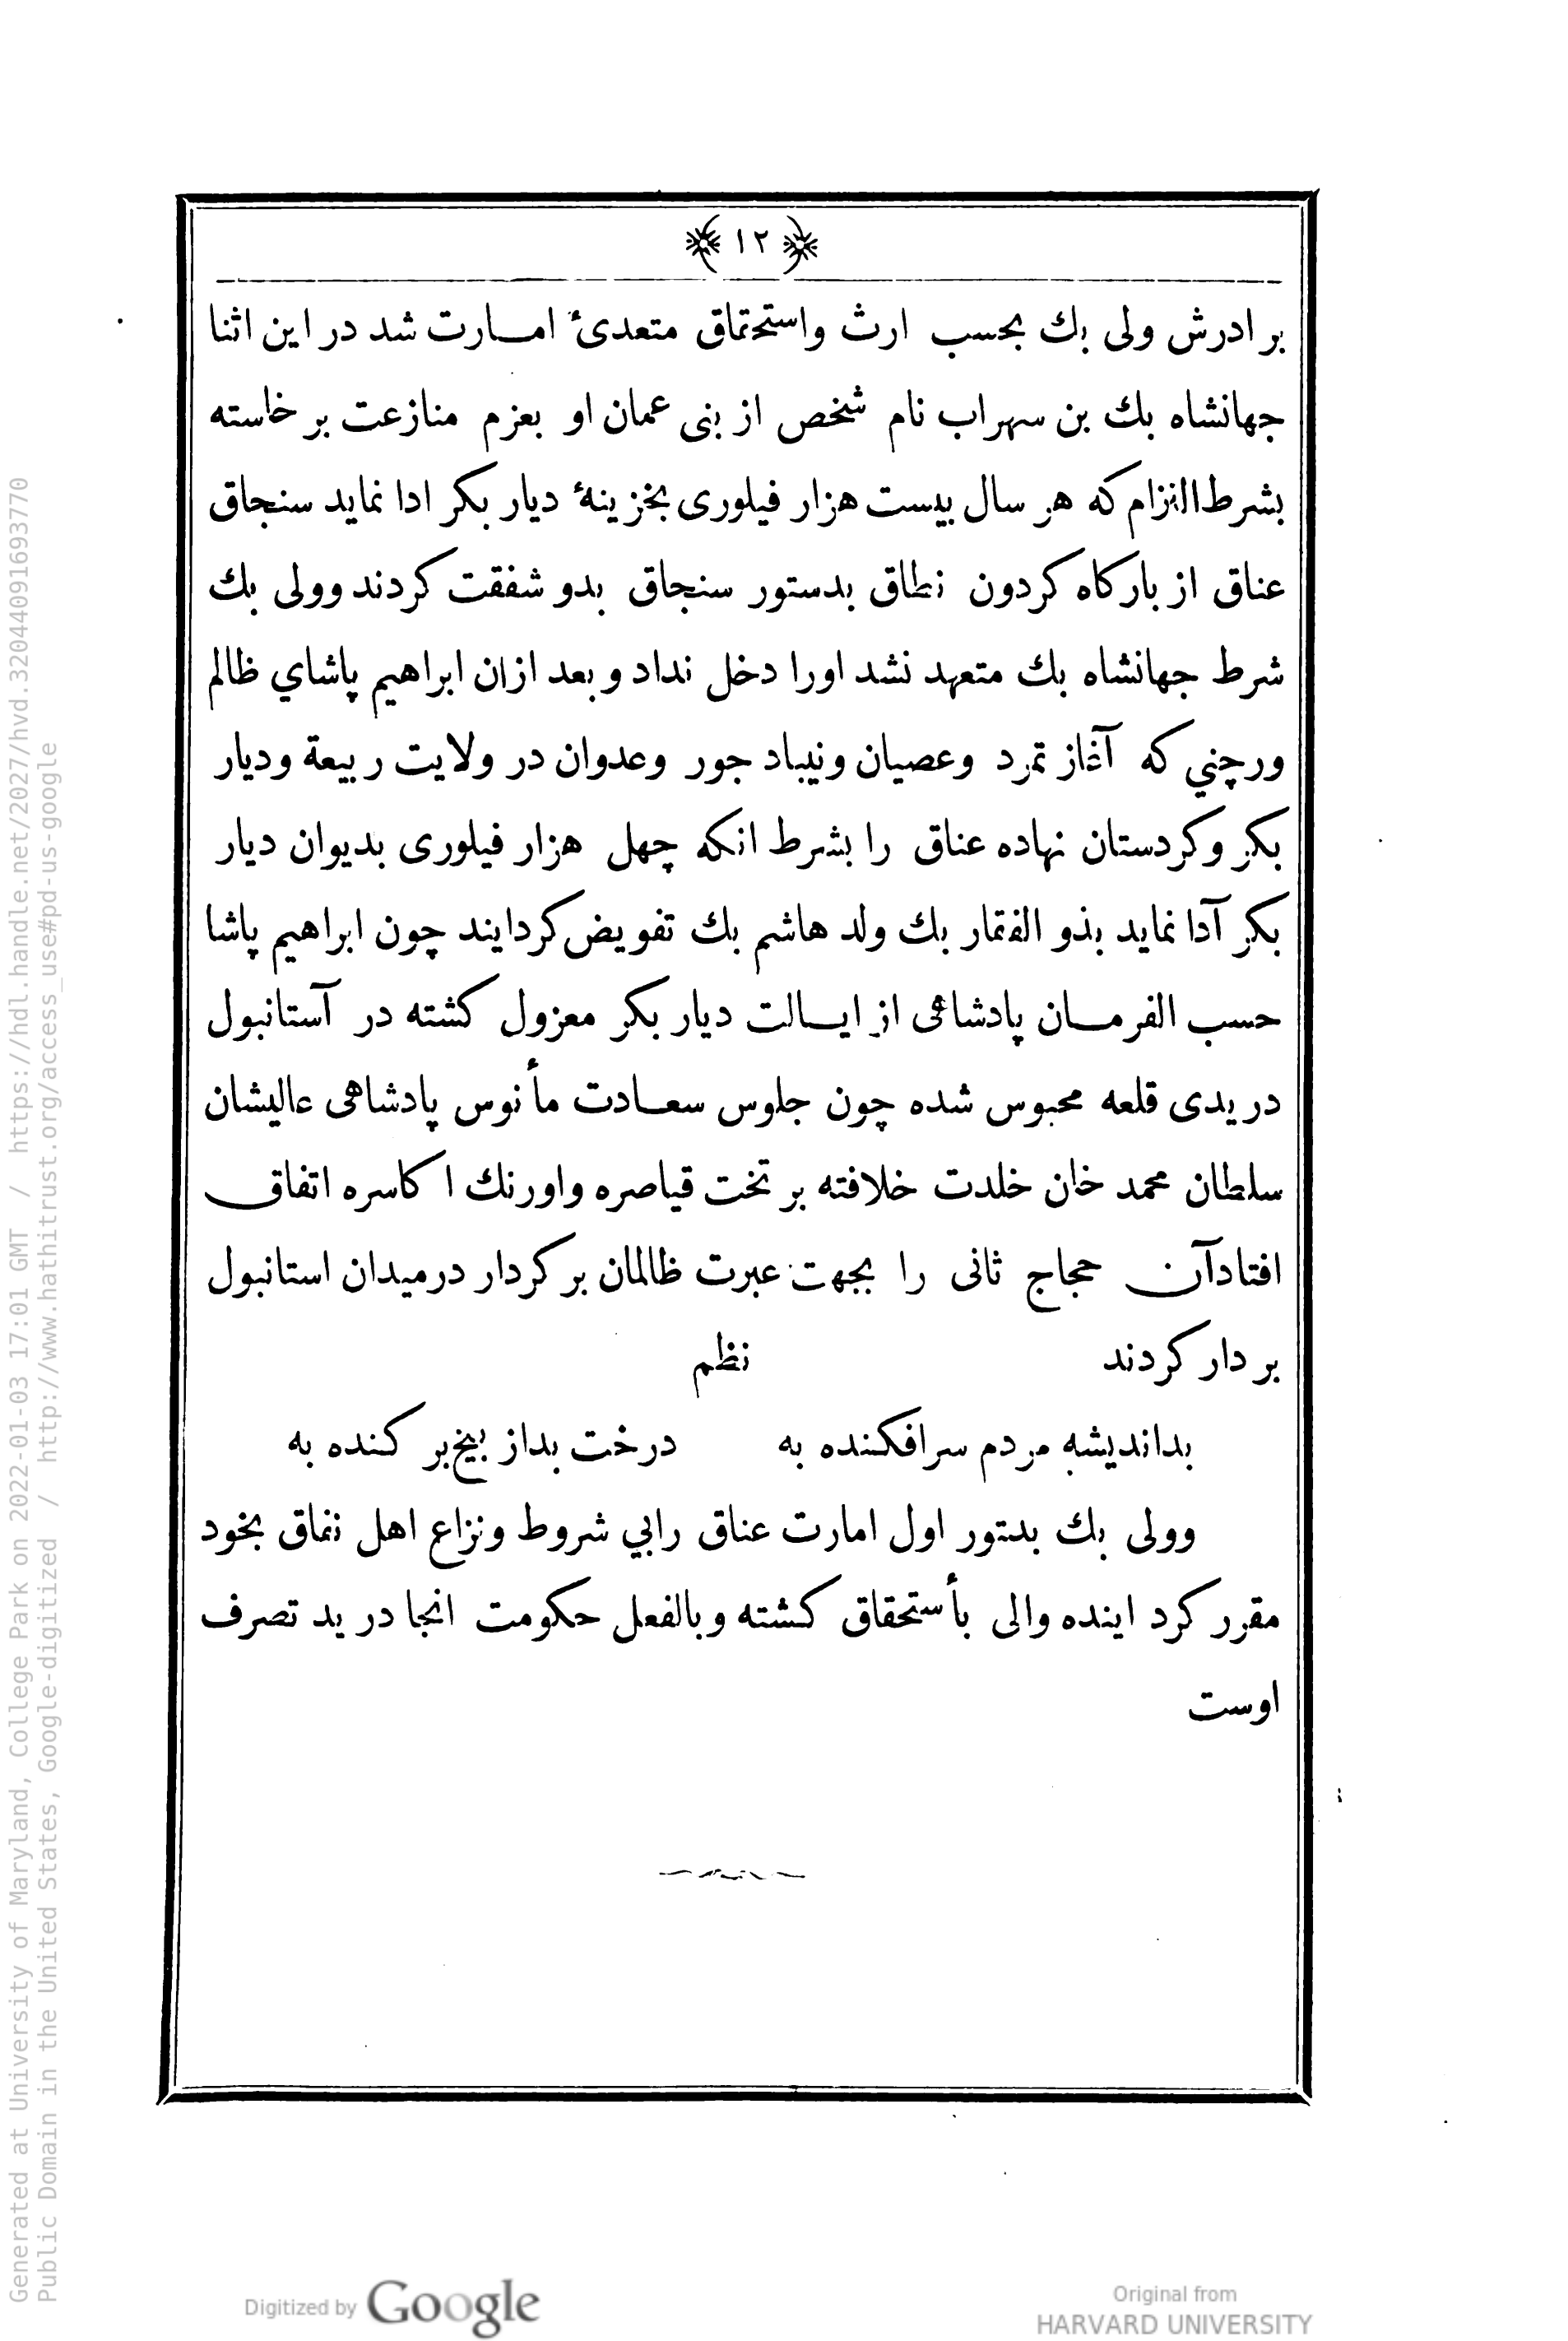 ١٢
برادرش ولی بك بحسب ارث واستحقاق متعدیٔ امـــارت شد در این اثنا
جهانشاه بك بن سهراب نام شخص از بنی عمان او بعزم منازعت بر خاسته
بشرط التزام که هر سال بیست هزار فیلوری بخزینهٔ دیار بکر ادا نماید سنجاق
عناق از بارکاه کردون نطاق بدستور سنجاق بدو شفقت کردند وولی بك
شرط جهانشاه بك متعهد نشد اورا دخل نداد و بعد ازان ابراهیم پاشاي ظالم
ورچني که آغاز تمرد وعصیان ونیباد جور وعدوان در ولایت ربیعة ودیار
بکر وکردستان نهاده عناق را بشرط انکه چهل هزار فیلوری بدیوان دیار
بکر آدا نماید بذو الفقار بك ولد هاشم بك تفویض کردایند چون ابراهیم پاشا
حسب الفرمـــان پادشاهی از ایـــالت دیار بکر معزول کشته در آستانبول
در یدی قلعه محبوس شده چون جلوس سعـــادت مأنوس پادشاهی عالیشان
سلطان محمد خان خلدت خلافته بر تخت قیاصره واورنك اکاسره اتفاق
افتادآن حجاج ثانی را بجهت عبرت ظالمان بر کردار درمیدان استانبول
بر دار کردند نظم
بداندیشه مردم سرافکنده به درخت بداز بیخ بر کنده به
وولی بك بدستور اول امارت عناق رابي شروط ونزاع اهل نفاق بخود
مقرر کرد اینده والی بأستحقاق کشته وبالفعل حکومت انجا در ید تصرف
اوست
Generated at University of Maryland, College Park on 2022-01-03 17:01 GMT / https://hdl.handle.net/2027/hvd.32044091693770
Public Domain in the United States, Google-digitized / http://www.hathitrust.org/access_use#pd-us-google
Digitized by Google
Original from
HARVARD UNIVERSITY